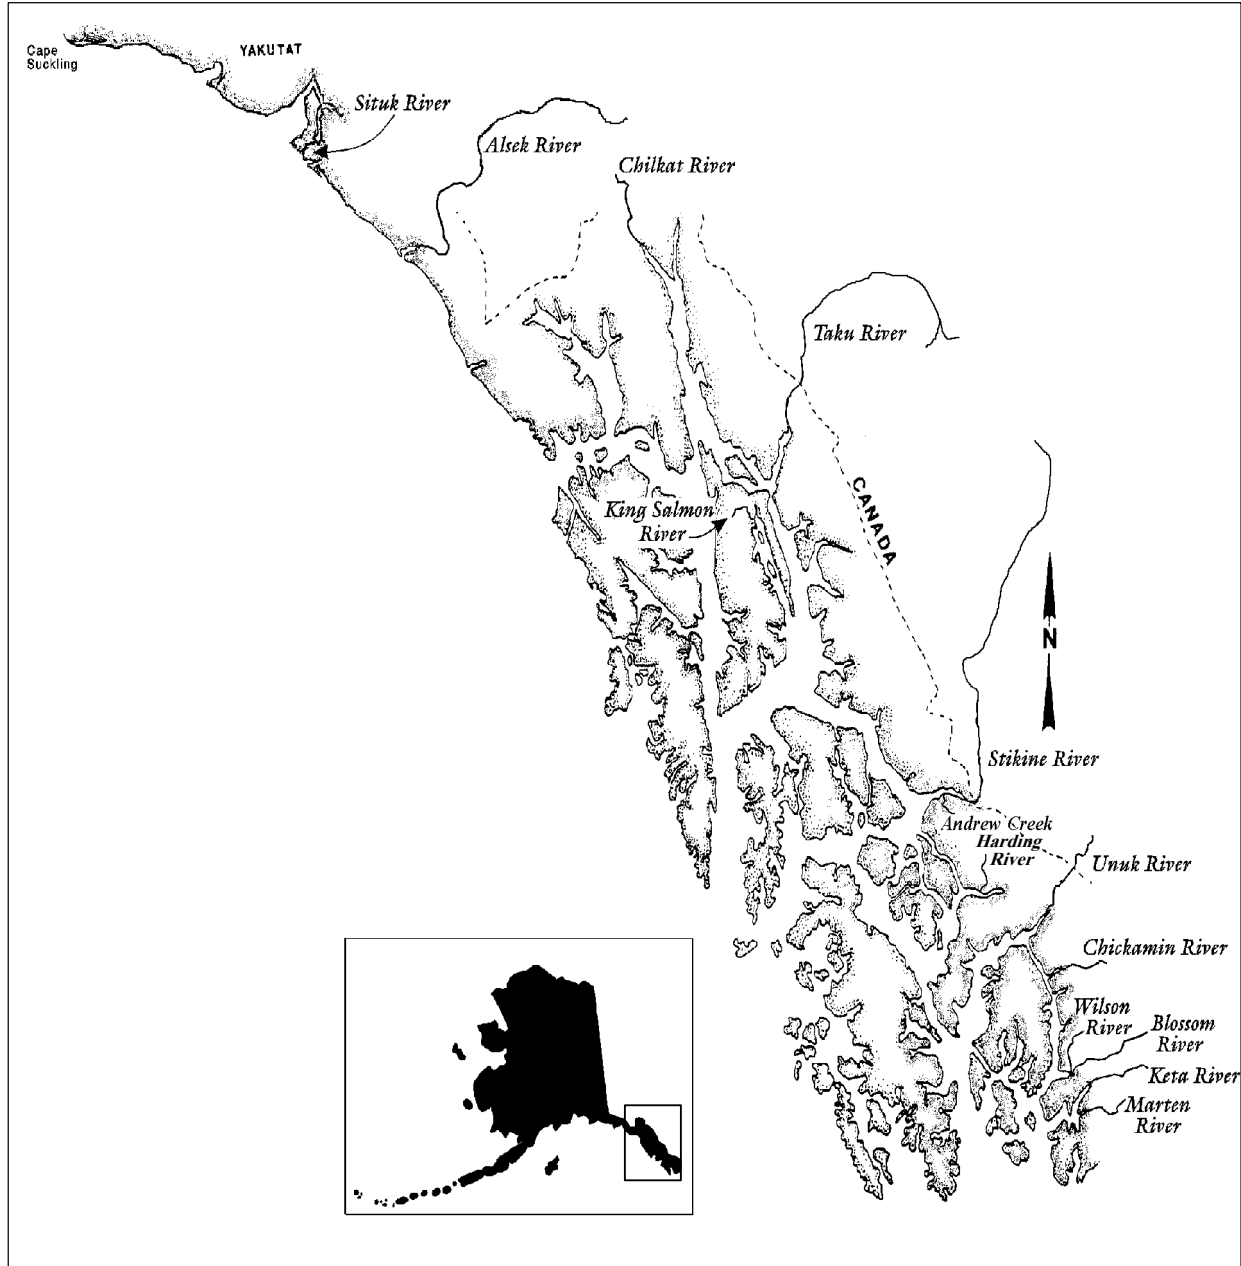 Cape
Suckling
YAKUTAT
Situk River
Alsek River
Chilkat River
Taku River
King Salmon
River
CANADA
N
Stikine River
Andrew Creek
Harding
River
Unuk River
Chickamin River
Wilson
River
Blossom
River
Keta River
Marten
River